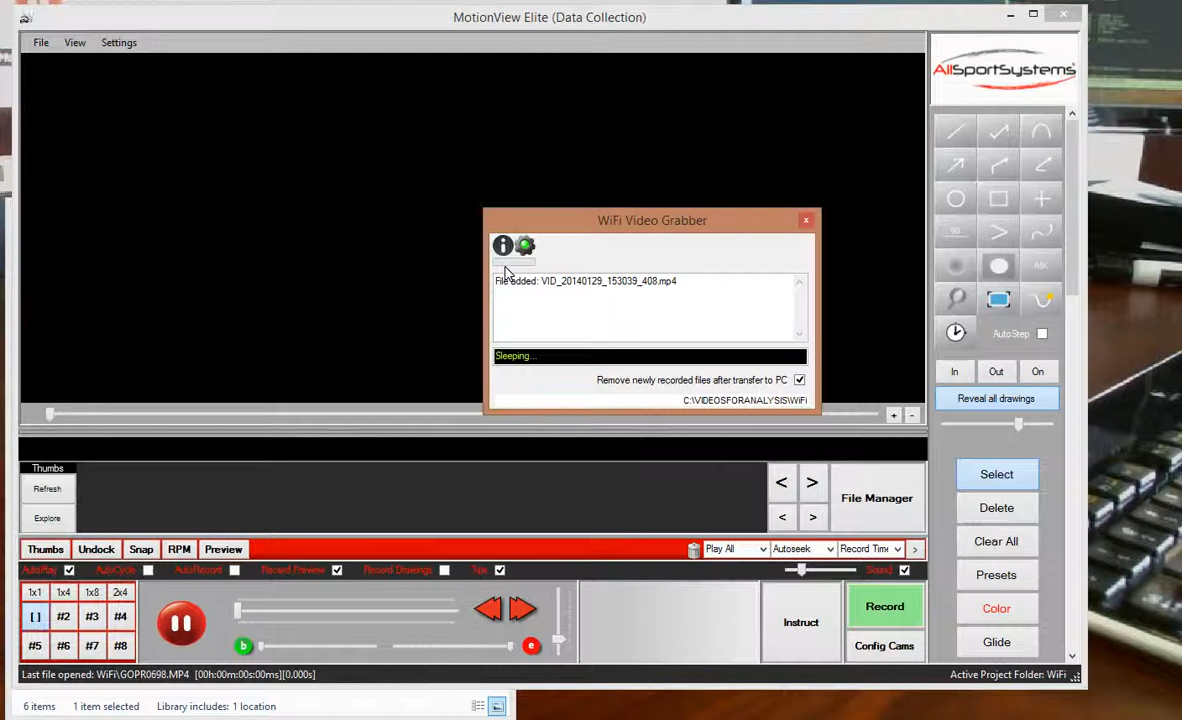 MotionView Elite (Data Collection)
File View Settings
AllSportSystems
WiFi Video Grabber
File added: VID_20140129_153039_408.mp4
Sleeping...
Remove newly recorded files after transfer to PC
C:\VIDEOSFORANALYSIS\WiFi
ABC
AutoStep
In Out On
Reveal all drawings
+ -
Thumbs
Refresh
Explore
< >
< >
File Manager
Select
Delete
Clear All
Presets
Color
Glide
Thumbs Undock Snap RPM Preview Play All Autoseek Record Time >
AutoPlay AutoCycle AutoRecord Record Preview Record Drawings Sound
1x1 1x4 1x8 2x4
[ ] #2 #3 #4
#5 #6 #7 #8
b e
Instruct
Record
Config Cams
Last file opened: WiFi\GOPR0698.MP4 [00h:00m:00s:00ms][0.000s]
Active Project Folder: WiFi
6 items 1 item selected Library includes: 1 location